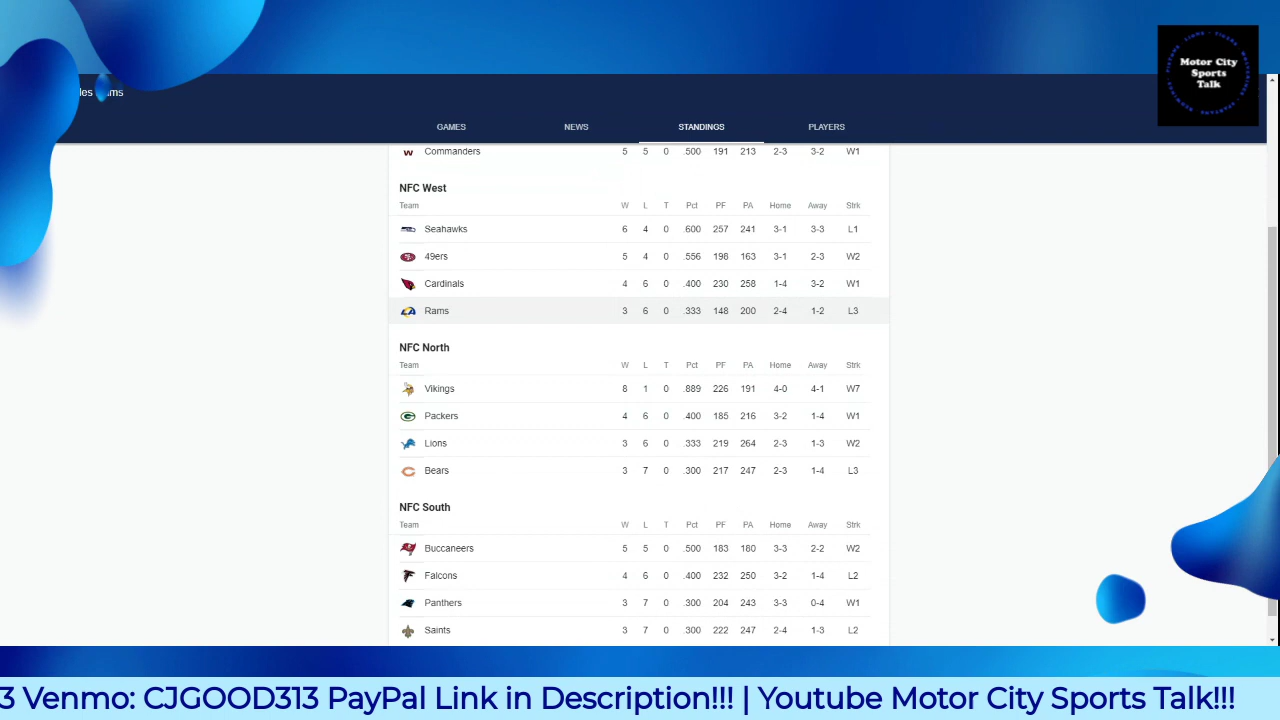 Motor City
Sports
Talk
GAMES NEWS STANDINGS PLAYERS
Commanders 5 5 0 .500 191 213 2-3 3-2 W1
NFC West
Team W L T Pct PF PA Home Away Strk
Seahawks 6 4 0 .600 257 241 3-1 3-3 L1
49ers 5 4 0 .556 198 163 3-1 2-3 W2
Cardinals 4 6 0 .400 230 258 1-4 3-2 W1
Rams 3 6 0 .333 148 200 2-4 1-2 L3
NFC North
Team W L T Pct PF PA Home Away Strk
Vikings 8 1 0 .889 226 191 4-0 4-1 W7
Packers 4 6 0 .400 185 216 3-2 1-4 W1
Lions 3 6 0 .333 219 264 2-3 1-3 W2
Bears 3 7 0 .300 217 247 2-3 1-4 L3
NFC South
Team W L T Pct PF PA Home Away Strk
Buccaneers 5 5 0 .500 183 180 3-3 2-2 W2
Falcons 4 6 0 .400 232 250 3-2 1-4 L2
Panthers 3 7 0 .300 204 243 3-3 0-4 W1
Saints 3 7 0 .300 222 247 2-4 1-3 L2
3 Venmo: CJGOOD313 PayPal Link in Description!!! | Youtube Motor City Sports Talk!!!